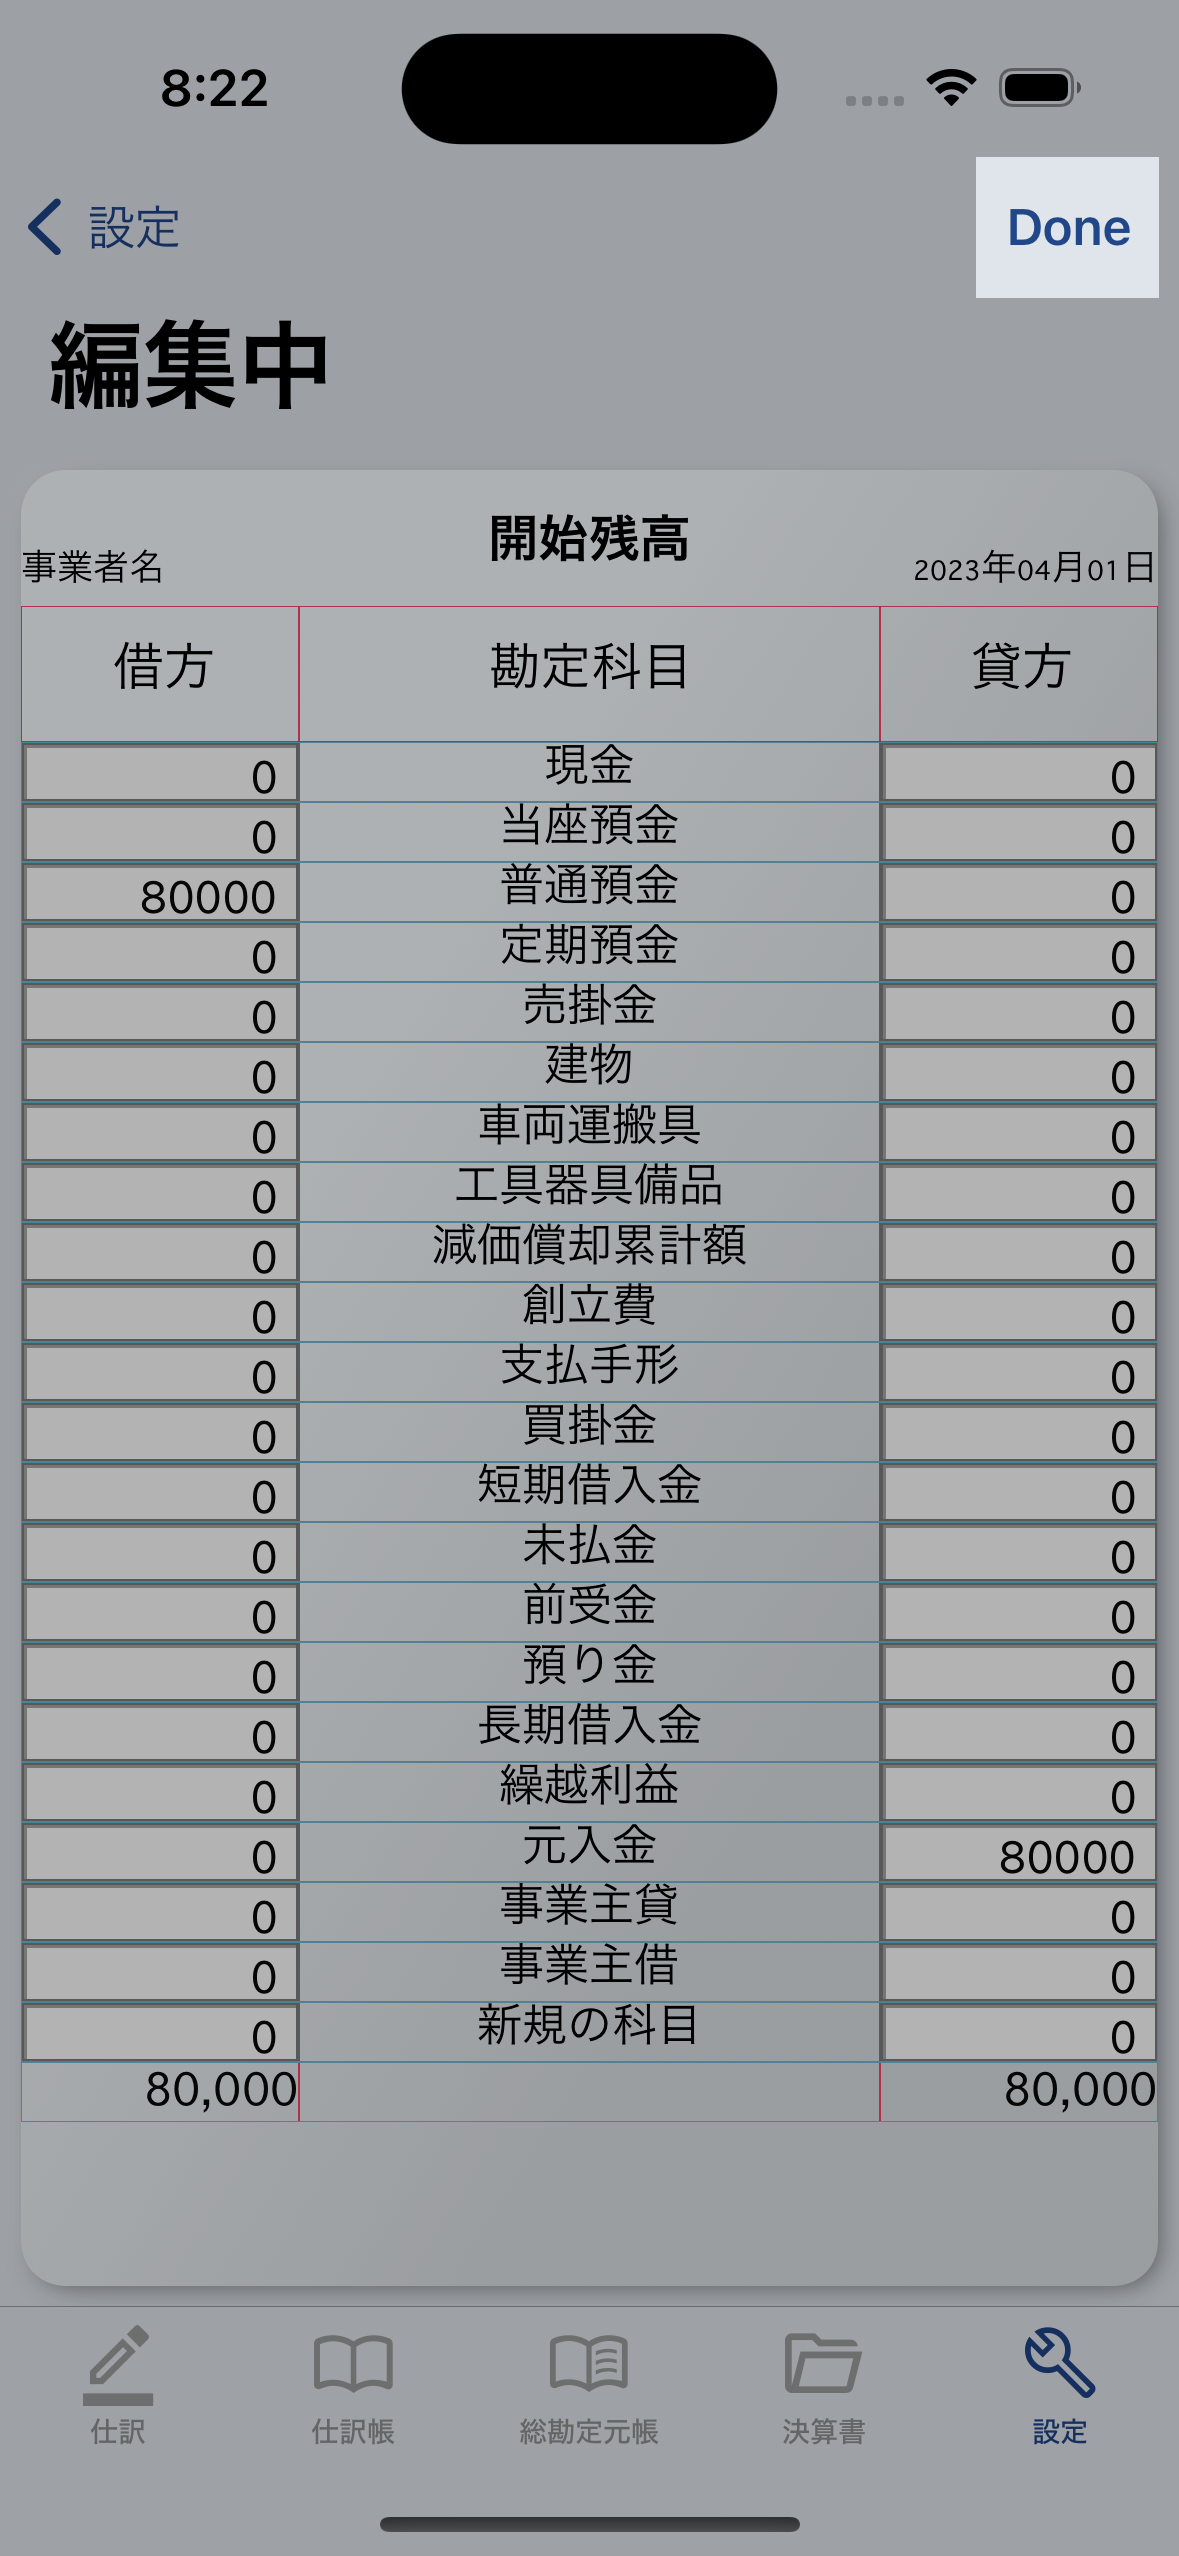 8:22
設定
Done
編集中
開始残高
事業者名 2023年04月01日
借方 勘定科目 貸方
0 現金 0
0 当座預金 0
80000 普通預金 0
0 定期預金 0
0 売掛金 0
0 建物 0
0 車両運搬具 0
0 工具器具備品 0
0 減価償却累計額 0
0 創立費 0
0 支払手形 0
0 買掛金 0
0 短期借入金 0
0 未払金 0
0 前受金 0
0 預り金 0
0 長期借入金 0
0 繰越利益 0
0 元入金 80000
0 事業主貸 0
0 事業主借 0
0 新規の科目 0
80,000 80,000
仕訳 仕訳帳 総勘定元帳 決算書 設定